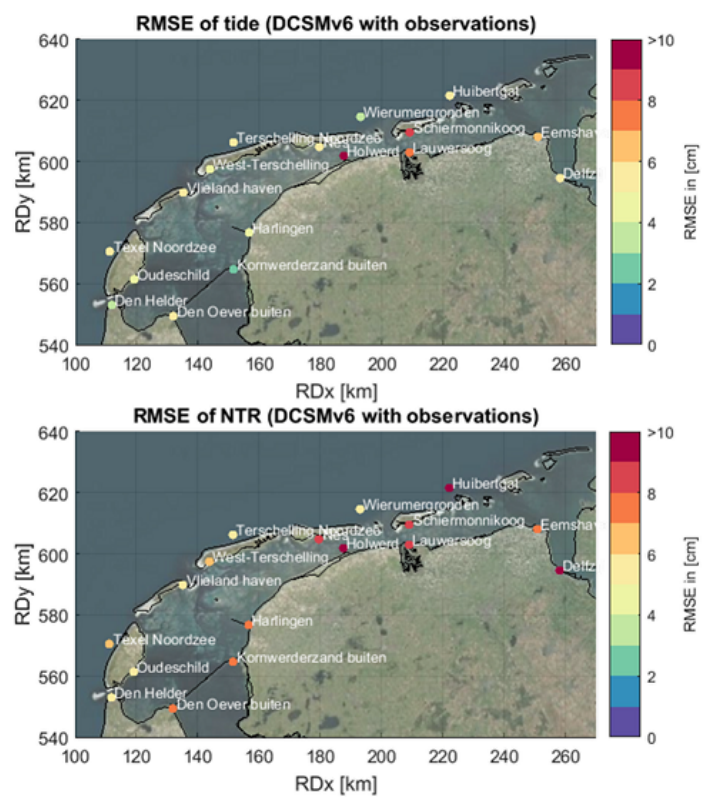 RMSE of tide (DCSMv6 with observations)
640
620
600
580
560
540
RDy [km]
Huibertgat
Wierumergronden
Schiermonnikoog
Terschelling Noordzee
Nes
Holwerd
Lauwersoog
Eemshav
West-Terschelling
Delfz
Vlieland haven
Harlingen
Texel Noordzee
Kornwerderzand buiten
Oudeschild
Den Helder
Den Oever buiten
100 120 140 160 180 200 220 240 260
RDx [km]
>10
8
6
4
2
0
RMSE in [cm]
RMSE of NTR (DCSMv6 with observations)
640
620
600
580
560
540
RDy [km]
Huibertgat
Wierumergronden
Schiermonnikoog
Terschelling Noordzee
Nes
Holwerd
Lauwersoog
Eemshav
West-Terschelling
Delfz
Vlieland haven
Harlingen
Texel Noordzee
Kornwerderzand buiten
Oudeschild
Den Helder
Den Oever buiten
100 120 140 160 180 200 220 240 260
RDx [km]
>10
8
6
4
2
0
RMSE in [cm]